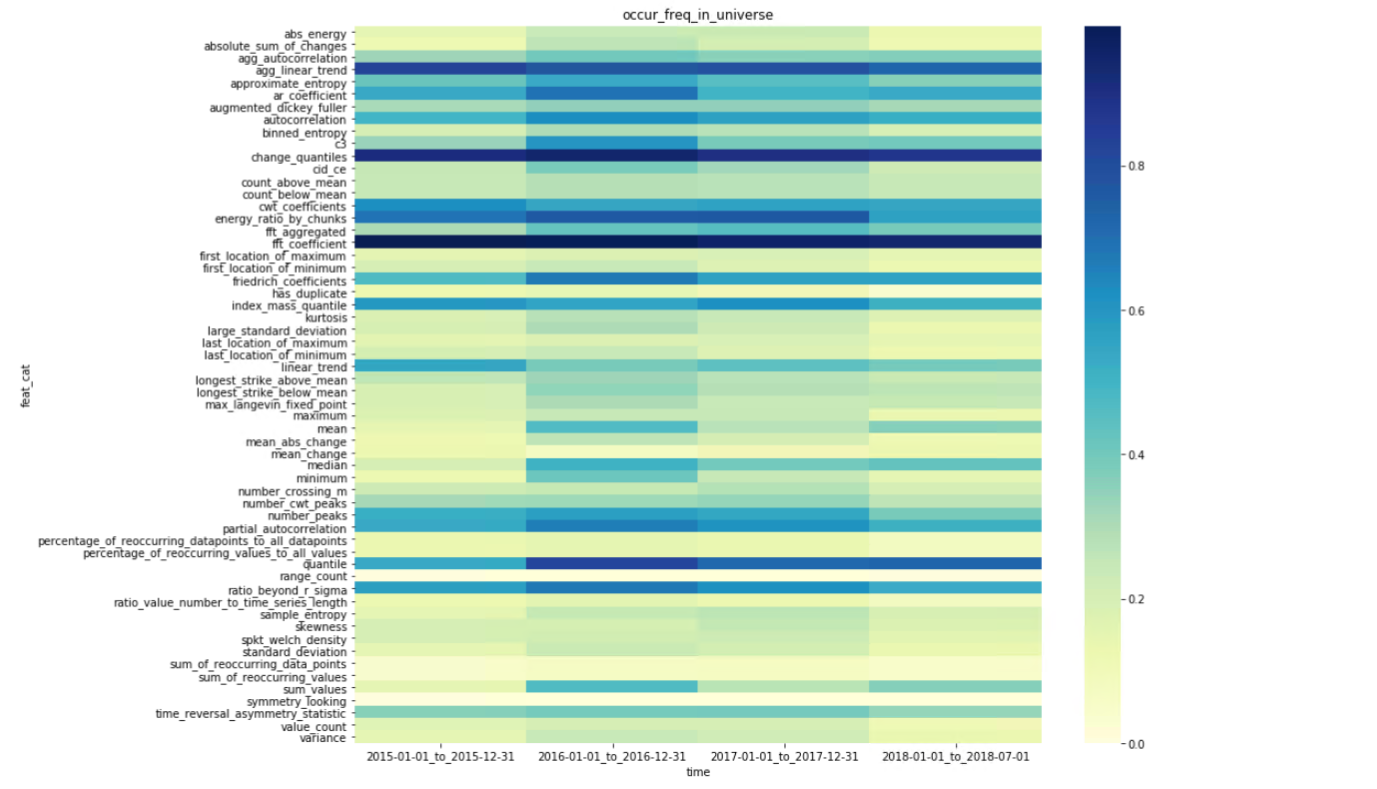 occur_freq_in_universe
feat_cat
abs_energy
absolute_sum_of_changes
agg_autocorrelation
agg_linear_trend
approximate_entropy
ar_coefficient
augmented_dickey_fuller
autocorrelation
binned_entropy
c3
change_quantiles
cid_ce
count_above_mean
count_below_mean
cwt_coefficients
energy_ratio_by_chunks
fft_aggregated
fft_coefficient
first_location_of_maximum
first_location_of_minimum
friedrich_coefficients
has_duplicate
index_mass_quantile
kurtosis
large_standard_deviation
last_location_of_maximum
last_location_of_minimum
linear_trend
longest_strike_above_mean
longest_strike_below_mean
max_langevin_fixed_point
maximum
mean
mean_abs_change
mean_change
median
minimum
number_crossing_m
number_cwt_peaks
number_peaks
partial_autocorrelation
percentage_of_reoccurring_datapoints_to_all_datapoints
percentage_of_reoccurring_values_to_all_values
quantile
range_count
ratio_beyond_r_sigma
ratio_value_number_to_time_series_length
sample_entropy
skewness
spkt_welch_density
standard_deviation
sum_of_reoccurring_data_points
sum_of_reoccurring_values
sum_values
symmetry_looking
time_reversal_asymmetry_statistic
value_count
variance
2015-01-01_to_2015-12-31 2016-01-01_to_2016-12-31 2017-01-01_to_2017-12-31 2018-01-01_to_2018-07-01
time
0.8
0.6
0.4
0.2
0.0